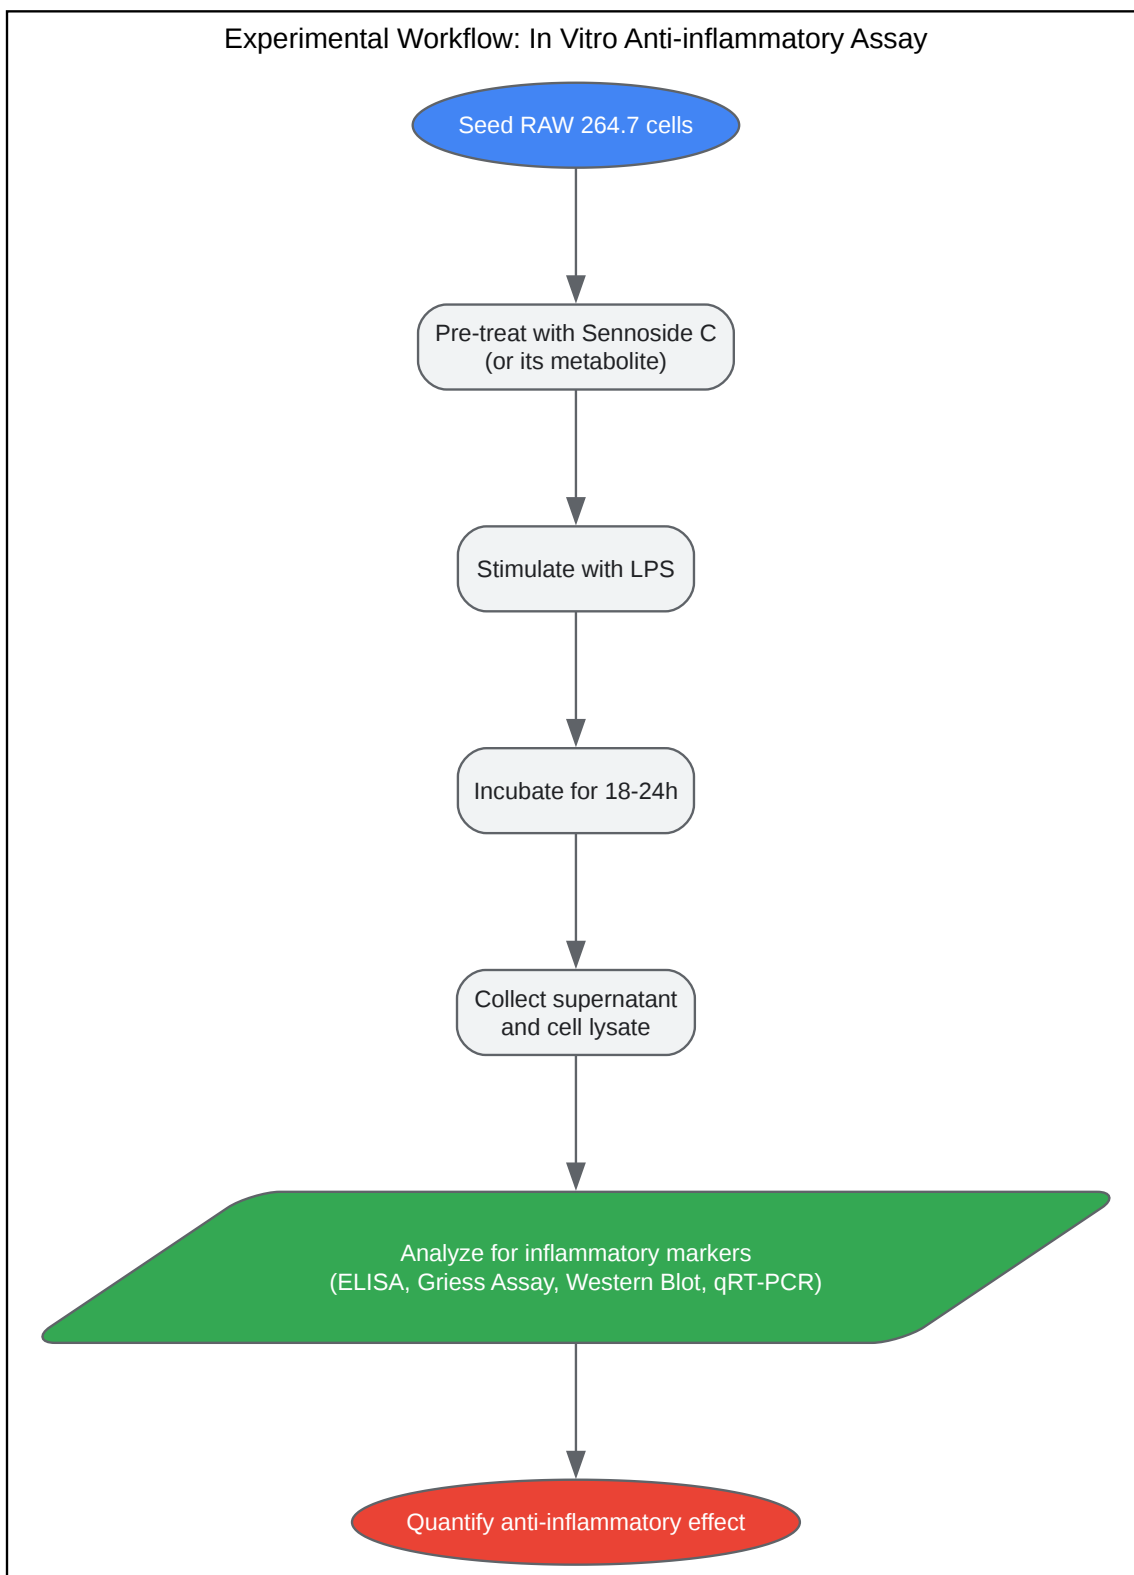 Experimental Workflow: In Vitro Anti-inflammatory Assay
Seed RAW 264.7 cells
Pre-treat with Sennoside C
(or its metabolite)
Stimulate with LPS
Incubate for 18-24h
Collect supernatant
and cell lysate
Analyze for inflammatory markers
(ELISA, Griess Assay, Western Blot, qRT-PCR)
Quantify anti-inflammatory effect